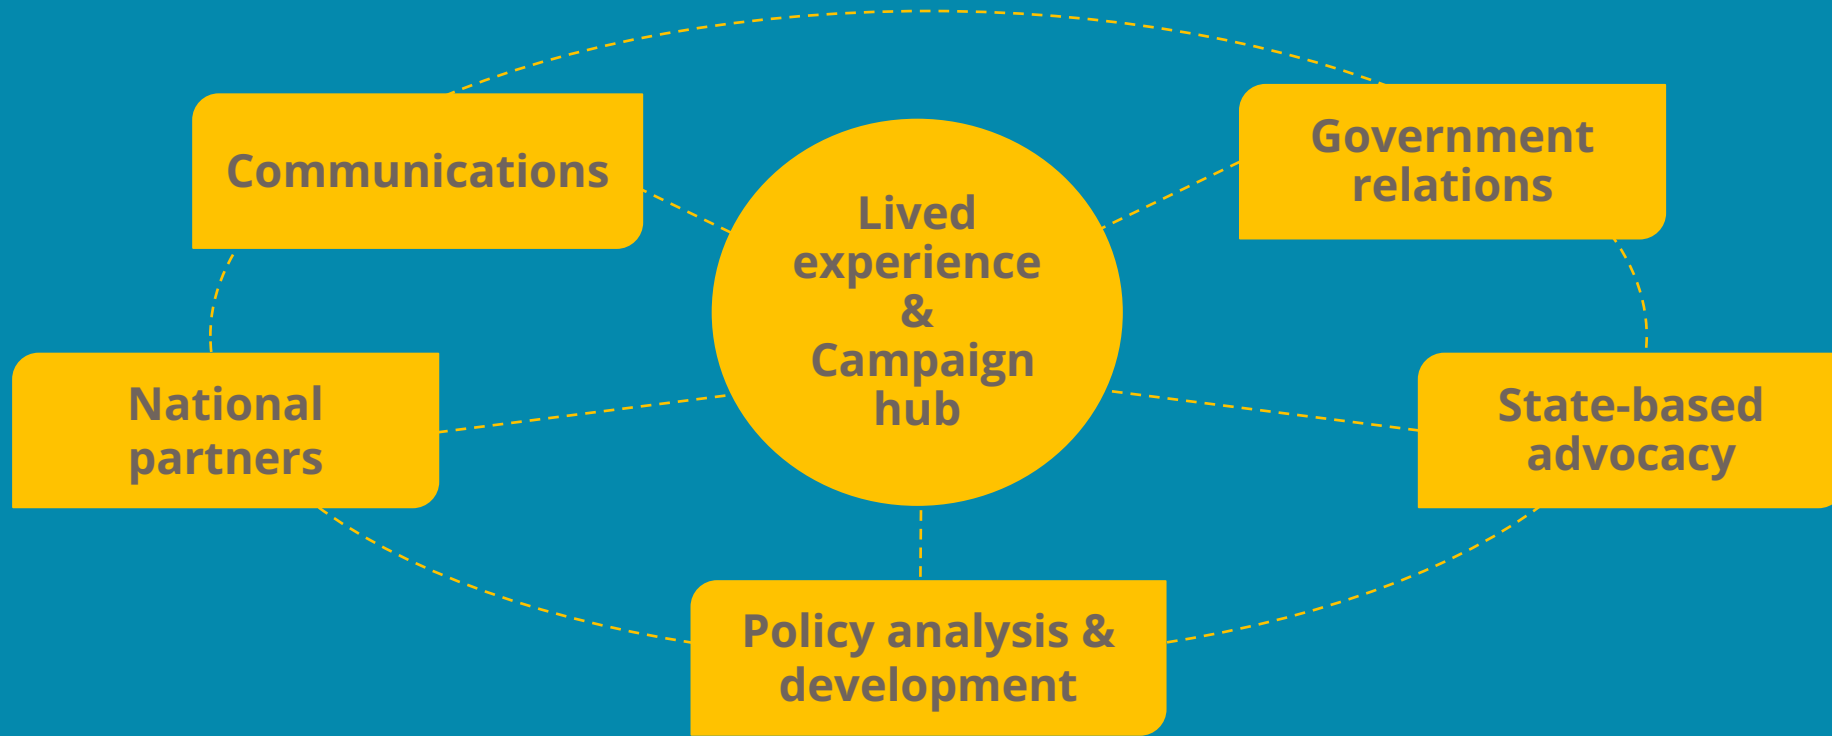 Communications
Government
relations
Lived
experience
&
Campaign
hub
National
partners
State-based
advocacy
Policy analysis &
development